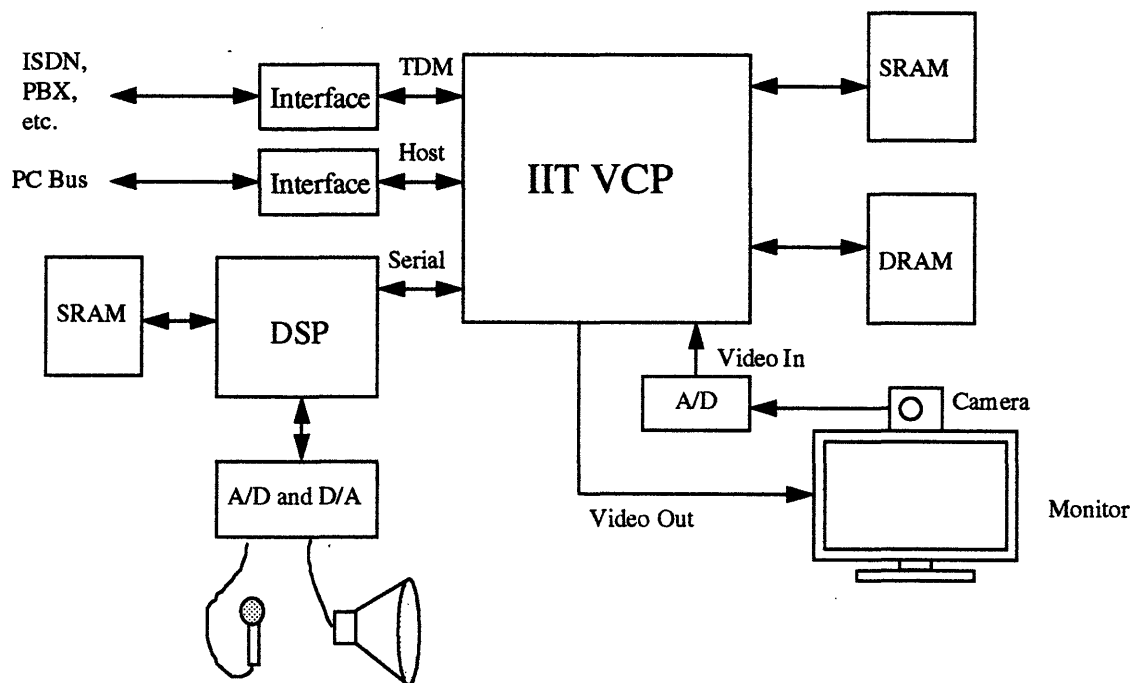 ISDN,
PBX,
etc.
Interface
TDM
IIT VCP
SRAM
PC Bus
Interface
Host
DRAM
SRAM
DSP
Serial
Video In
A/D
Camera
A/D and D/A
Video Out
Monitor